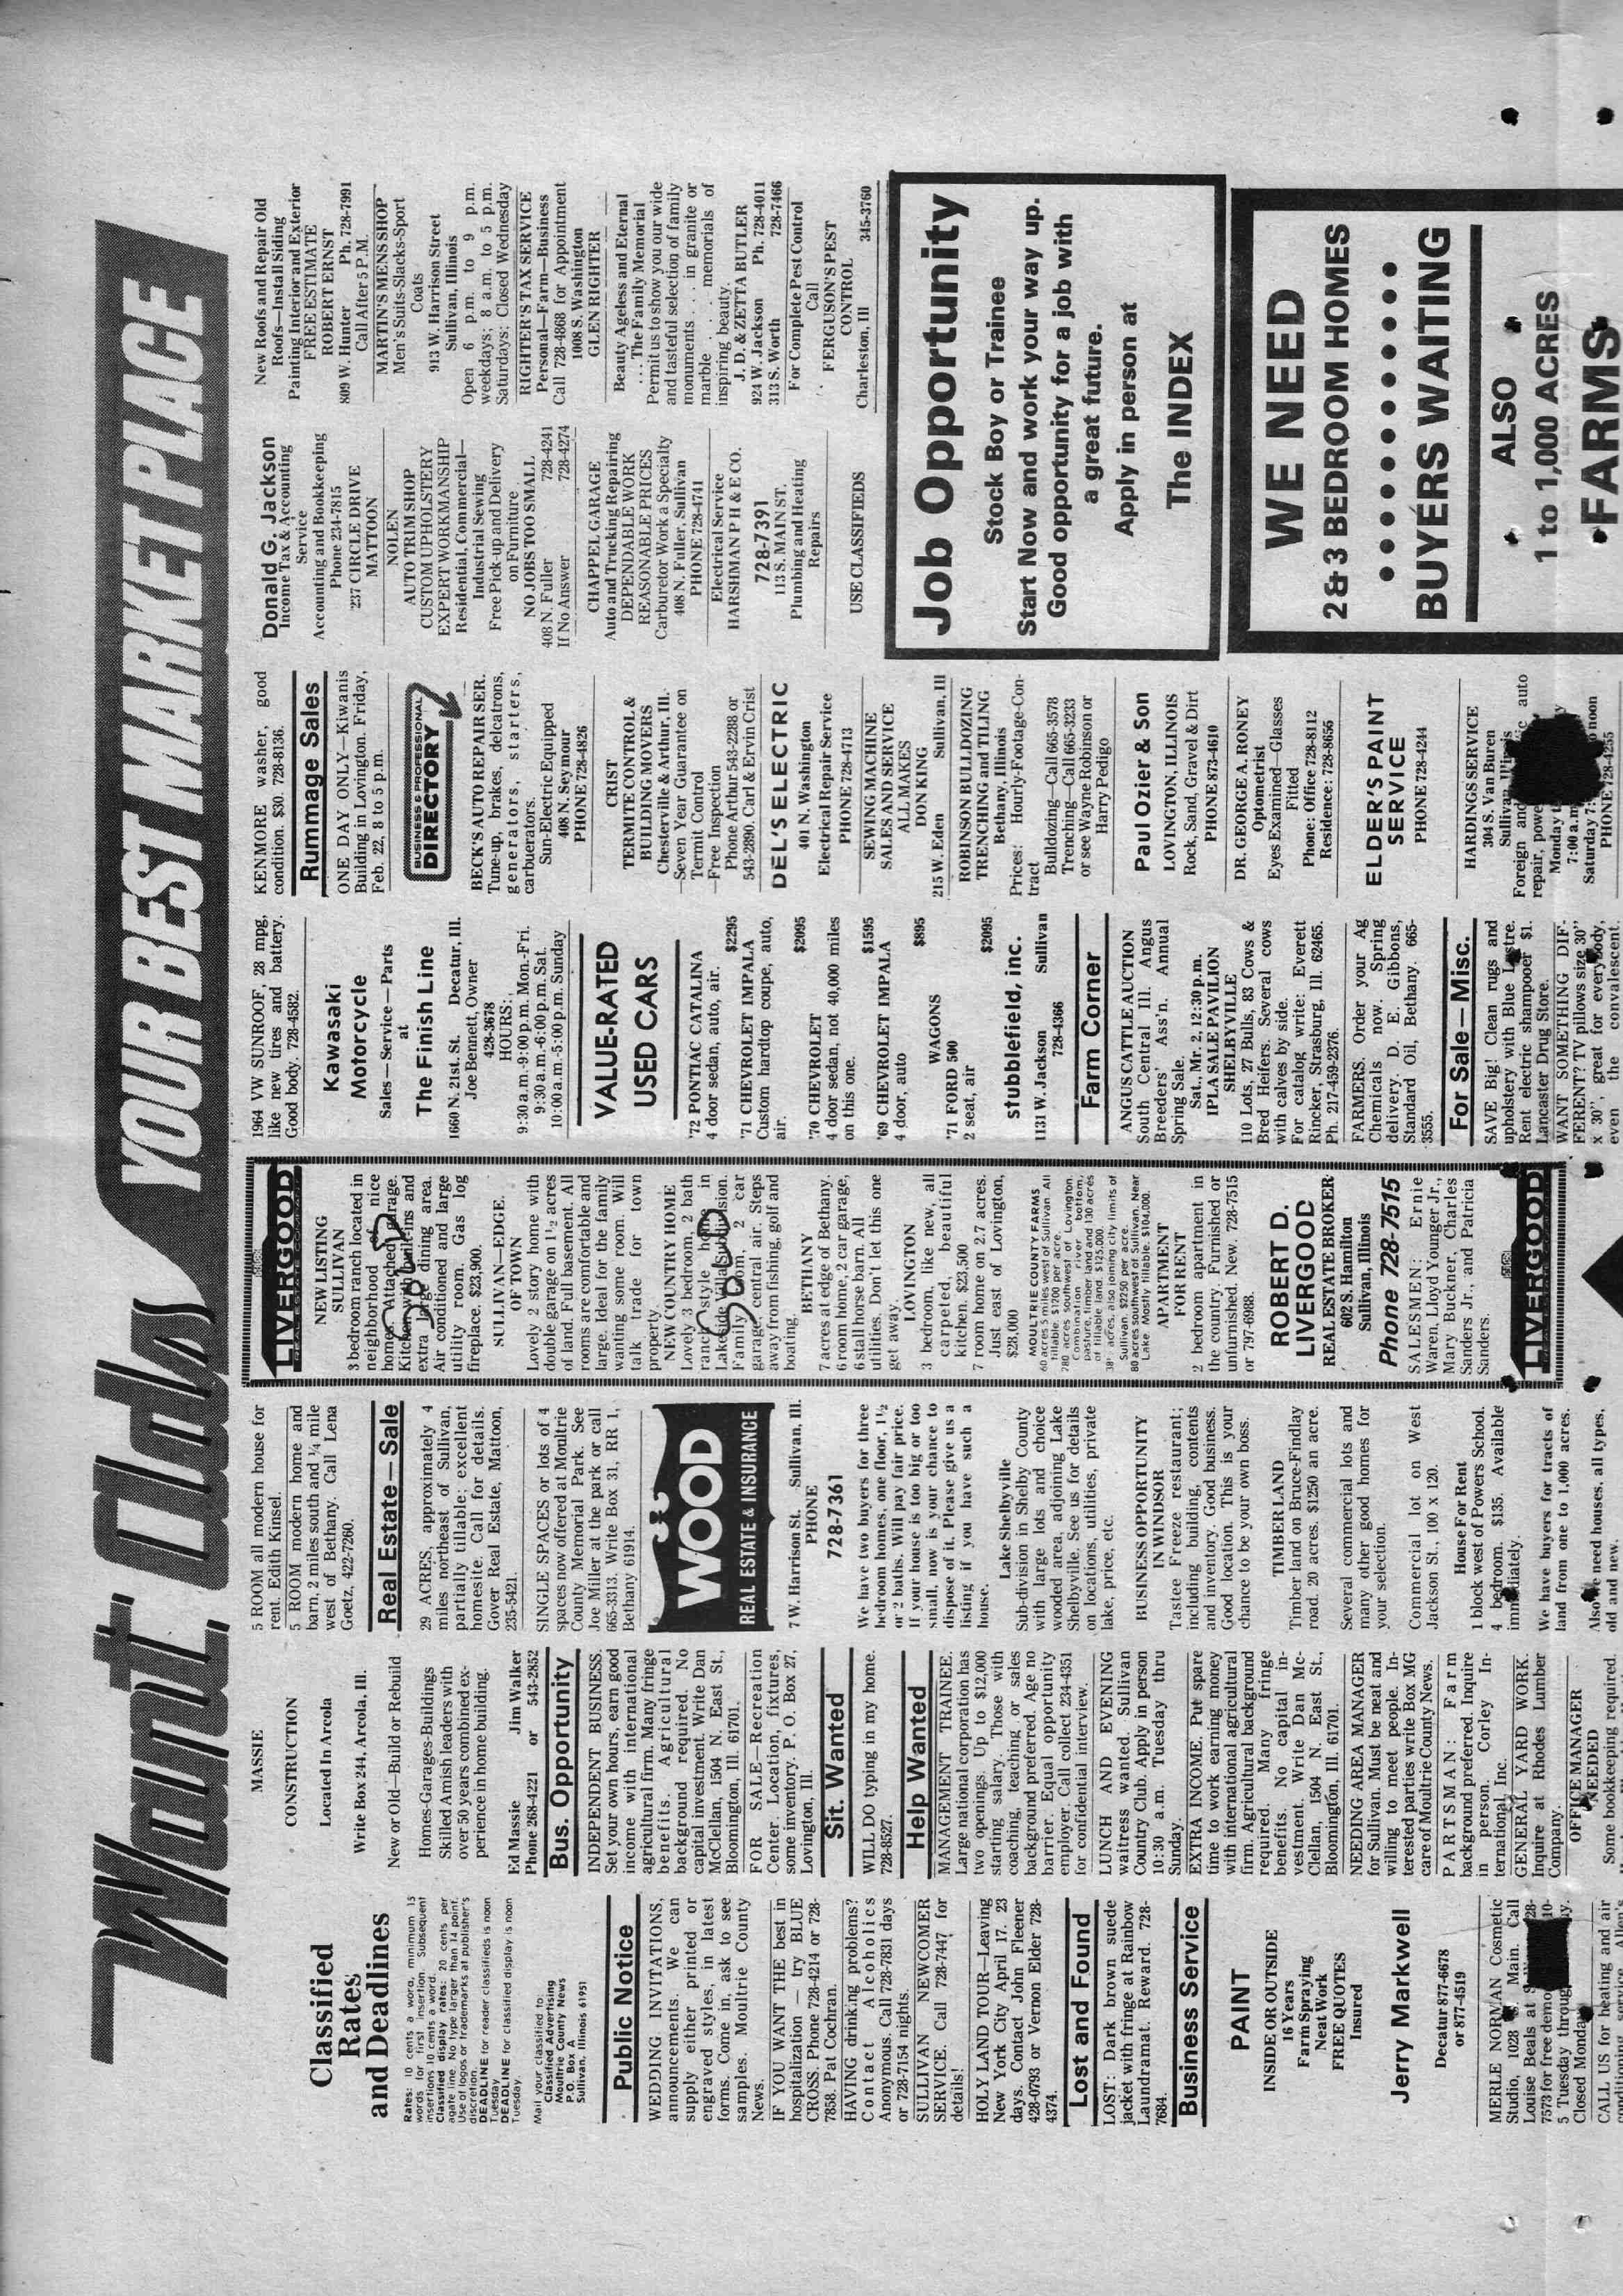 Want Ads YOUR BEST MARKET PLACE
Classified
Rates
and Deadlines
Rates: 10 cents a word, minimum 15
words for first insertion. Subsequent
insertions 10 cents a word.
Classified display rates: 20 cents per
agate line. No type larger than 14 point.
Use of logos or trademarks at publisher's
discretion.
DEADLINE for reader classifieds is noon
Tuesday
DEADLINE for classified display is noon
Tuesday.
Mail your classified to:
Classified Advertising
Moultrie County News
P.O. Box A
Sullivan, Illinois 61951
Public Notice
WEDDING INVITATIONS,
announcements. We can
supply either printed or
engraved styles, in latest
forms. Come in, ask to see
samples. Moultrie County
News.
IF YOU WANT THE best in
hospitalization — try BLUE
CROSS. Phone 728-4214 or 728-
7858. Pat Cochran.
HAVING drinking problems?
Contact Alcoholics
Anonymous. Call 728-7831 days
or 728-7154 nights.
SULLIVAN NEWCOMER
SERVICE. Call 728-7447 for
details!
HOLY LAND TOUR—Leaving
New York City April 17. 23
days. Contact John Fleener
428-0793 or Vernon Elder 728-
4374.
Lost and Found
LOST: Dark brown suede
jacket with fringe at Rainbow
Laundramat. Reward. 728-
7684.
Business Service
PAINT
INSIDE OR OUTSIDE
16 Years
Farm Spraying
Neat Work
FREE QUOTES
Insured
Jerry Markwell
Decatur 877-6678
or 877-4519
MERLE NORMAN Cosmetic
Studio, 1028 S. Main. Call
Louise Beals at
7573 for free demo
5 Tuesday through
Closed Monday
CALL US for heating and air
MASSIE
CONSTRUCTION
Located In Arcola
Write Box 244, Arcola, Ill.
New or Old—Build or Rebuild
Homes-Garages-Buildings
Skilled Amish leaders with
over 50 years combined ex-
perience in home building.
Ed Massie Jim Walker
Phone 268-4221 or 543-2852
Bus. Opportunity
INDEPENDENT BUSINESS.
Set your own hours, earn good
income with international
agricultural firm. Many fringe
benefits. Agricultural
background required. No
capital investment. Write Dan
McClellan, 1504 N. East St.,
Bloomington, Ill. 61701.
FOR SALE—Recreation
Center. Location, fixtures,
some inventory. P. O. Box 27,
Lovington, Ill.
Sit. Wanted
WILL DO typing in my home.
728-8527.
Help Wanted
MANAGEMENT TRAINEE.
Large national corporation has
two openings. Up to $12,000
starting salary. Those with
coaching, teaching or sales
background preferred. Age no
barrier. Equal opportunity
employer. Call collect 234-4351
for confidential interview.
LUNCH AND EVENING
waitress wanted. Sullivan
Country Club. Apply in person
10:30 a.m. Tuesday thru
Sunday.
EXTRA INCOME. Put spare
time to work earning money
with international agricultural
firm. Agricultural background
required. Many fringe
benefits. No capital in-
vestment. Write Dan Mc-
Clellan, 1504 N. East St.,
Bloomington, Ill. 61701.
NEEDING AREA MANAGER
for Sullivan. Must be neat and
willing to meet people. In-
terested parties write Box MG
care of Moultrie County News.
PARTSMAN: Farm
background preferred. Inquire
in person. Corley In-
ternational, Inc.
GENERAL YARD WORK.
Inquire at Rhodes Lumber
Company.
OFFICE MANAGER
NEEDED
Some bookkeeping required.
5 ROOM all modern house for
rent. Edith Kinsel.
5 ROOM modern home and
barn, 2 miles south and ¼ mile
west of Bethany. Call Lena
Goetz, 422-7260.
Real Estate—Sale
29 ACRES, approximately 4
miles northeast of Sullivan,
partially tillable; excellent
homesite. Call for details.
Gover Real Estate, Mattoon,
235-5421.
SINGLE SPACES or lots of 4
spaces now offered at Moultrie
County Memorial Park. See
Joe Miller at the park or call
665-3313. Write Box 31, RR 1,
Bethany 61914.
WOOD
REAL ESTATE & INSURANCE
7 W. Harrison St. Sullivan, Ill.
PHONE
728-7361
We have two buyers for three
bedroom homes, one floor, 1½
or 2 baths. Will pay fair price.
If your house is too big or too
small, now is your chance to
dispose of it. Please give us a
listing if you have such a
house.
Lake Shelbyville
Sub-division in Shelby County
with large lots and choice
wooded area, adjoining Lake
Shelbyville. See us for details
on locations, utilities, private
lake, price, etc.
BUSINESS OPPORTUNITY
IN WINDSOR
Tastee Freeze restaurant;
including building, contents
and inventory. Good business.
Good location. This is your
chance to be your own boss.
TIMBER LAND
Timber land on Bruce-Findlay
road. 20 acres. $1250 an acre.
Several commercial lots and
many other good homes for
your selection.
Commercial lot on West
Jackson St., 100 x 120.
House For Rent
1 block west of Powers School.
4 bedroom. $135. Available
immediately.
We have buyers for tracts of
land from one to 1,000 acres.
Also we need houses, all types,
old and new.
LIVERGOOD
REAL ESTATE BROKER
NEW LISTING
SULLIVAN
3 bedroom ranch located in
neighborhood of nice
homes. Attached garage.
Kitchen with built-ins and
extra large dining area.
Air conditioned and large
utility room. Gas log
fireplace. $23,900.
SULLIVAN—EDGE
OF TOWN
Lovely 2 story home with
double garage on 1½ acres
of land. Full basement. All
rooms are comfortable and
large. Ideal for the family
wanting some room. Will
talk trade for town
property.
NEW COUNTRY HOME
Lovely 3 bedroom, 2 bath
ranch style home in
Lakeside Villa Subdivision.
Family room, 2 car
garage, central air. Steps
away from fishing, golf and
boating.
BETHANY
7 acres at edge of Bethany.
6 room home, 2 car garage,
6 stall horse barn. All
utilities. Don't let this one
get away.
LOVINGTON
3 bedroom, like new, all
carpeted, beautiful
kitchen. $23,500
7 room home on 2.7 acres.
Just east of Lovington,
$28,000
MOULTRIE COUNTY FARMS
60 acres 5 miles west of Sullivan. All
tillable. $1700 per acre.
780 acres southwest of Lovington.
Combination river bottom,
pasture, timber land and 130 acres
of tillable land. $125,000.
38½ acres, also joining city limits of
Sullivan. $2250 per acre.
80 acres southwest of Sullivan. Near
Lake. Mostly tillable. $104,000.
APARTMENT
FOR RENT
2 bedroom apartment in
the country. Furnished or
unfurnished. New. 728-7515
or 797-6988.
ROBERT D.
LIVERGOOD
REAL ESTATE BROKER
602 S. Hamilton
Sullivan, Illinois
Phone 728-7515
SALESMEN: Ernie
Waren, Lloyd Younger Jr.,
Mary Buckner, Charles
Sanders Jr., and Patricia
Sanders.
LIVERGOOD
1964 VW SUNROOF, 28 mpg,
like new tires and battery.
Good body. 728-4582.
Kawasaki
Motorcycle
Sales—Service—Parts
at
The Finish Line
1660 N. 21st. St. Decatur, Ill.
Joe Bennett, Owner
428-3678
HOURS:
9:30 a.m.-9:00 p.m. Mon.-Fri.
9:30 a.m.-6:00 p.m. Sat.
10:00 a.m.-5:00 p.m. Sunday
VALUE-RATED
USED CARS
'72 PONTIAC CATALINA
4 door sedan, auto, air. $2295
'71 CHEVROLET IMPALA
Custom hardtop coupe, auto,
air. $2095
'70 CHEVROLET
4 door sedan, not 40,000 miles
on this one. $1595
'69 CHEVROLET IMPALA
4 door, auto $895
WAGONS
'71 FORD 500
2 seat, air $2095
stubblefield, inc.
1131 W. Jackson Sullivan
728-4366
Farm Corner
ANGUS CATTLE AUCTION
South Central Ill. Angus
Breeders' Ass'n. Annual
Spring Sale.
Sat., Mr. 2, 12:30 p.m.
IPLA SALE PAVILION
SHELBYVILLE
110 Lots, 27 Bulls, 83 Cows &
Bred Heifers. Several cows
with calves by side.
For catalog write: Everett
Rincker, Strasburg, Ill. 62465.
Ph. 217-459-2376.
FARMERS. Order your Ag
Chemicals now. Spring
delivery. D. E. Gibbons,
Standard Oil, Bethany. 665-
3555.
For Sale—Misc.
SAVE Big! Clean rugs and
upholstery with Blue Lustre.
Rent electric shampooer $1.
Lancaster Drug Store.
WANT SOMETHING DIF-
FERENT? TV pillows size 30"
x 30", great for everybody,
even the convalescent.
KENMORE washer, good
condition. $30. 728-8136.
Rummage Sales
ONE DAY ONLY—Kiwanis
Building in Lovington. Friday,
Feb. 22, 8 to 5 p.m.
BUSINESS & PROFESSIONAL
DIRECTORY
BECK'S AUTO REPAIR SER.
Tune-up, brakes, delcatrons,
generators, starters,
carbuerators.
Sun-Electric Equipped
408 N. Seymour
PHONE 728-4826
CRIST
TERMITE CONTROL &
BUILDING MOVERS
Chesterville & Arthur, Ill.
—Seven Year Guarantee on
Termit Control
—Free Inspection
Phone Arthur 543-2288 or
543-2890. Carl & Ervin Crist
DEL'S ELECTRIC
401 N. Washington
Electrical Repair Service
PHONE 728-4713
SEWING MACHINE
SALES AND SERVICE
ALL MAKES
DON KING
215 W. Eden Sullivan, Ill
ROBINSON BULLDOZING
TRENCHING and TILING
Bethany, Illinois
Prices: Hourly-Footage-Con-
tract
Bulldozing—Call 665-3578
Trenching—Call 665-3233
or see Wayne Robinson or
Harry Pedigo
Paul Ozier & Son
LOVINGTON, ILLINOIS
Rock, Sand, Gravel & Dirt
PHONE 873-4610
DR. GEORGE A. RONEY
Optometrist
Eyes Examined—Glasses
Fitted
Phone: Office 728-8112
Residence: 728-8656
ELDER'S PAINT
SERVICE
PHONE 728-4244
HARDINGS SERVICE
304 S. Van Buren
Sullivan, Illinois
Foreign and auto
repair, power
Monday
7:00 a.m.
Saturday 7: noon
PHONE 728-4255
Donald G. Jackson
Income Tax & Accounting
Service
Accounting and Bookkeeping
Phone 234-7815
237 CIRCLE DRIVE
MATTOON
NOLEN
AUTO TRIM SHOP
CUSTOM UPHOLSTERY
EXPERT WORKMANSHIP
Residential, Commercial—
Industrial Sewing
Free Pick-up and Delivery
on Furniture
NO JOBS TOO SMALL
408 N. Fuller 728-4241
If No Answer 728-4274
CHAPPEL GARAGE
Auto and Trucking Repairing
DEPENDABLE WORK
REASONABLE PRICES
Carburetor Work a Specialty
408 N. Fuller, Sullivan
PHONE 728-4741
Electrical Service
HARSHMAN P H & E CO.
728-7391
113 S. MAIN ST.
Plumbing and Heating
Repairs
USE CLASSIFIEDS
New Roofs and Repair Old
Roofs—Install Siding
Painting Interior and Exterior
FREE ESTIMATE
ROBERT ERNST
809 W. Hunter Ph. 728-7991
Call After 5 P.M.
MARTIN'S MENS SHOP
Men's Suits-Slacks-Sport
Coats
913 W. Harrison Street
Sullivan, Illinois
Open 6 p.m. to 9 p.m.
weekdays; 8 a.m. to 5 p.m.
Saturdays; Closed Wednesday
RIGHTER'S TAX SERVICE
Personal—Farm—Business
Call 728-4868 for Appointment
1008 S. Washington
GLEN RIGHTER
Beauty Ageless and Eternal
. . . The Family Memorial
Permit us to show you our wide
and tasteful selection of family
monuments . . . in granite or
marble . . . memorials of
inspiring beauty.
J. D. & ZETTA BUTLER
924 W. Jackson Ph. 728-4011
313 S. Worth 728-7466
For Complete Pest Control
Call
FERGUSON'S PEST
CONTROL
Charleston, Ill 345-3760
Job Opportunity
Stock Boy or Trainee
Start Now and work your way up.
Good opportunity for a job with
a great future.
Apply in person at
The INDEX
WE NEED
2 & 3 BEDROOM HOMES
BUYERS WAITING
ALSO
1 to 1,000 ACRES
FARMS